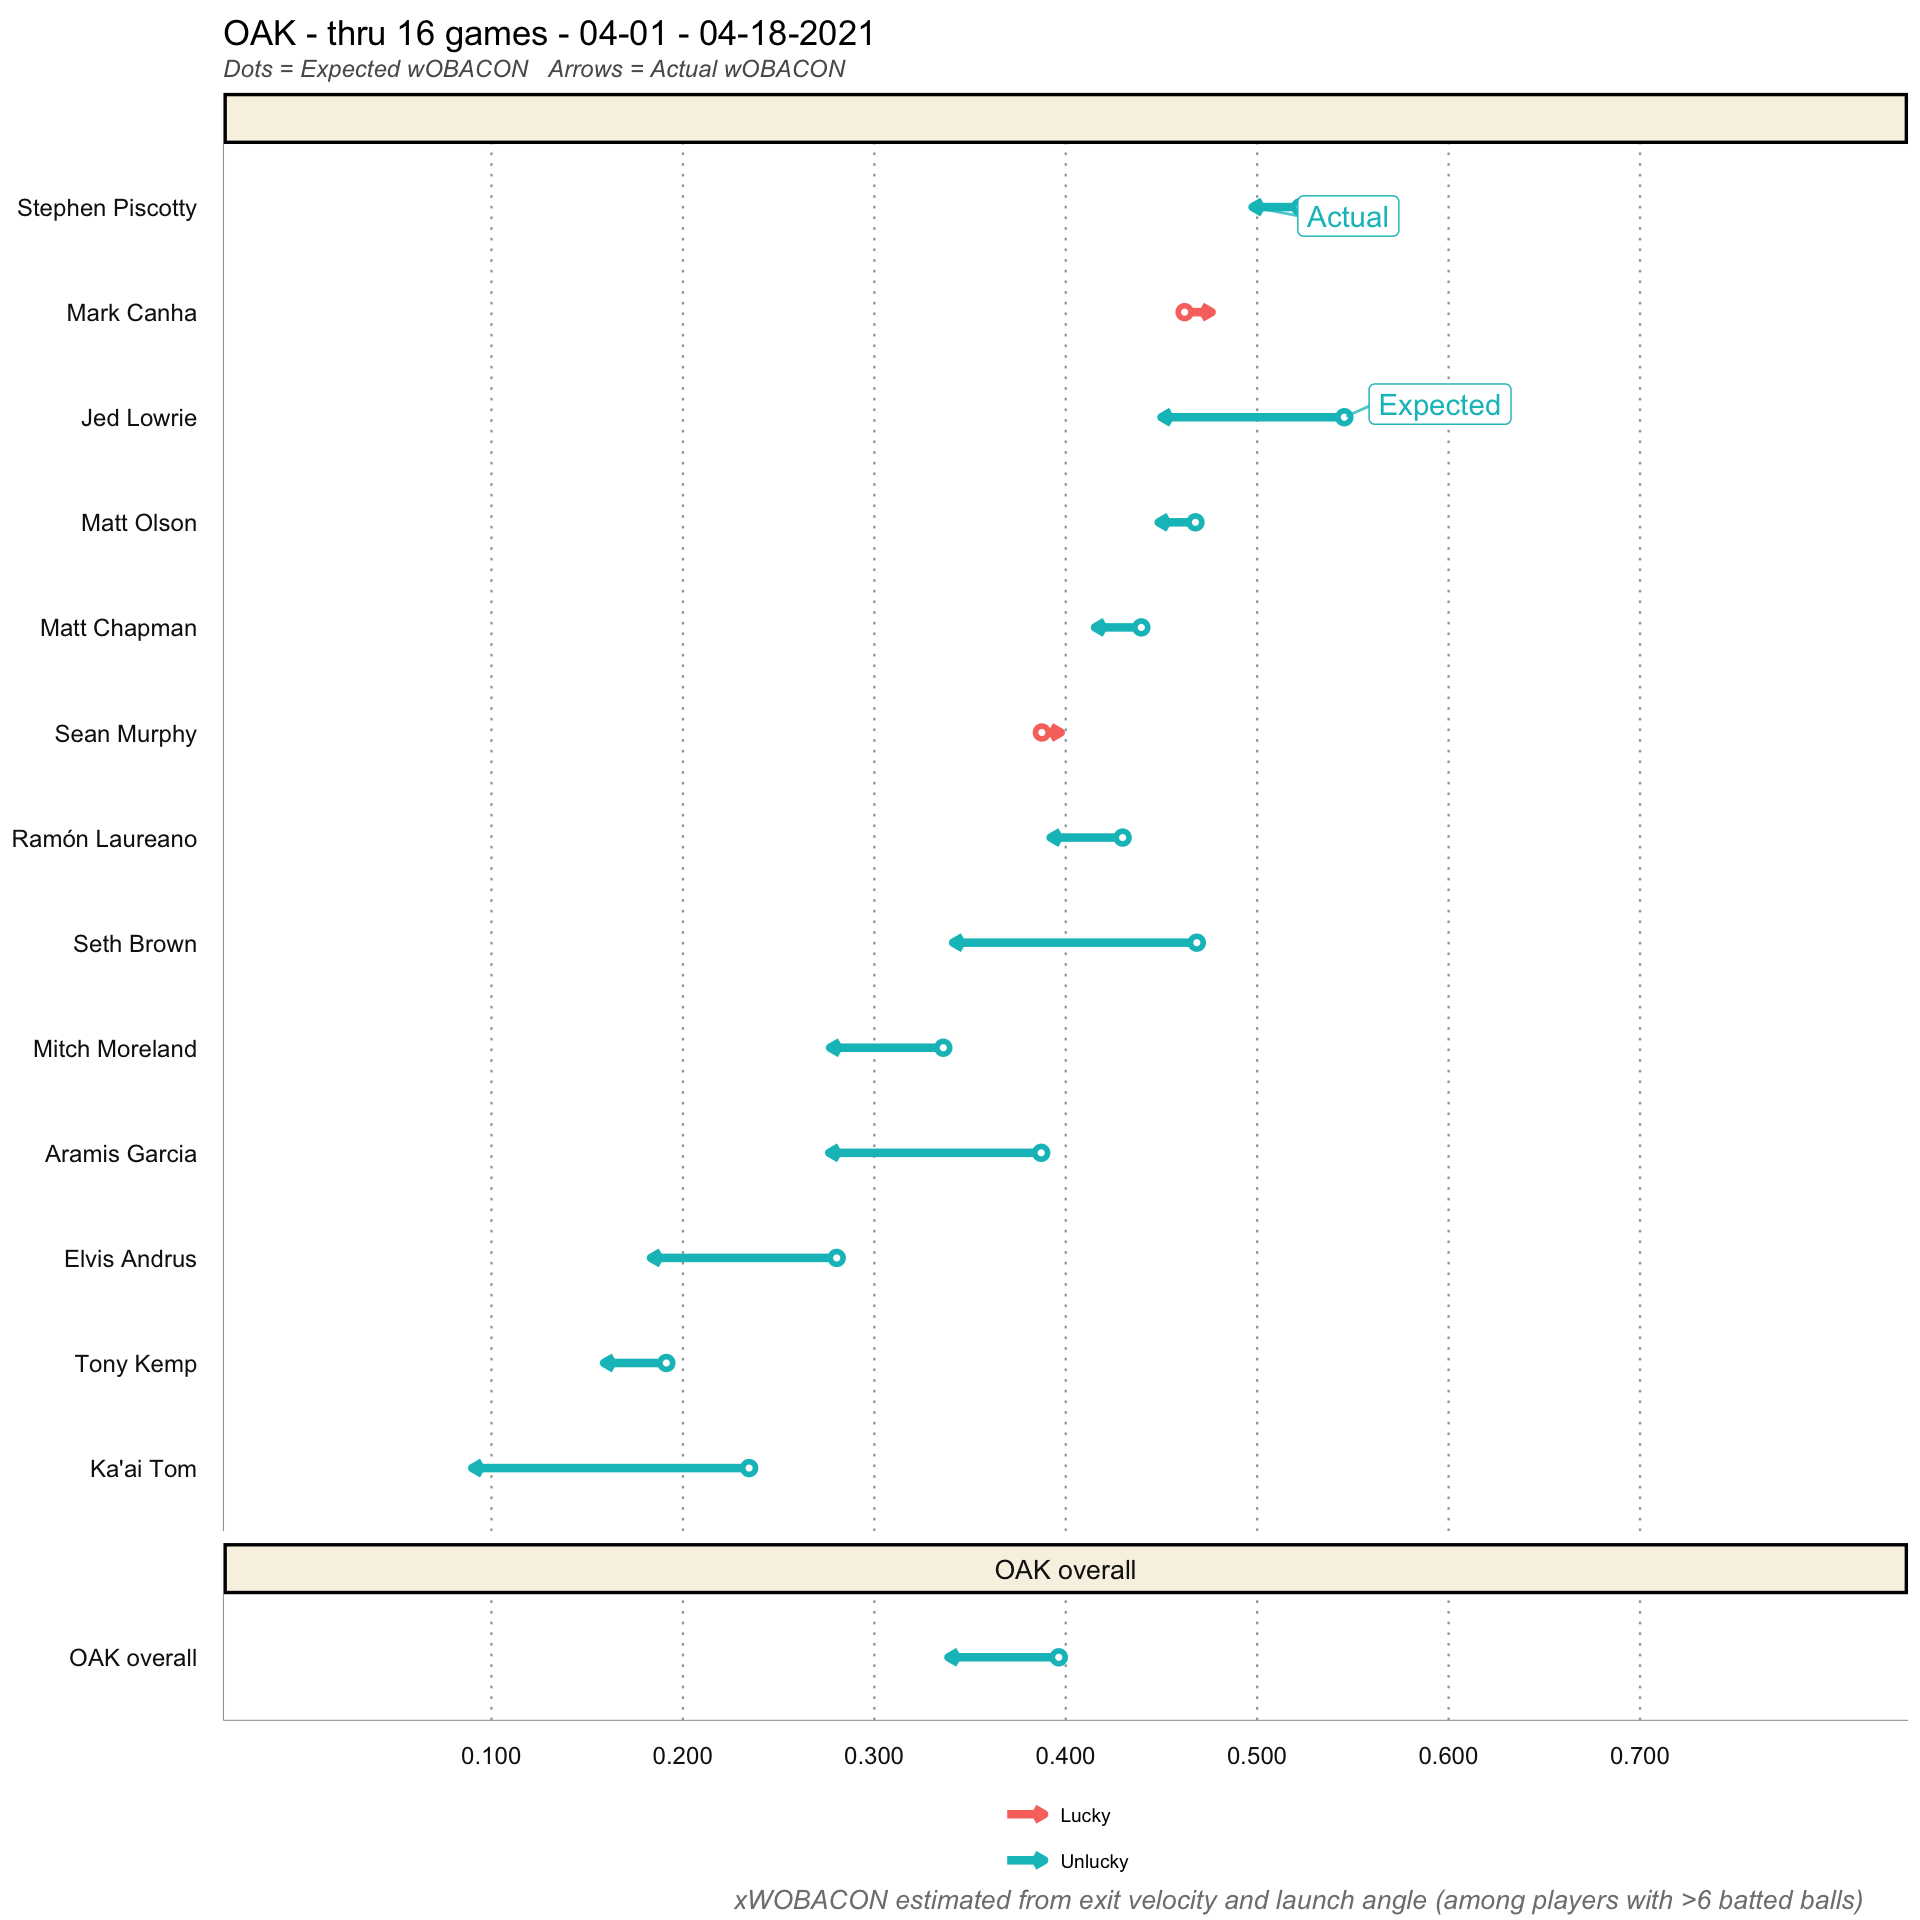 OAK - thru 16 games - 04-01 - 04-18-2021
Dots = Expected wOBACON   Arrows = Actual wOBACON
Stephen Piscotty
Actual
Mark Canha
Jed Lowrie
Expected
Matt Olson
Matt Chapman
Sean Murphy
Ramón Laureano
Seth Brown
Mitch Moreland
Aramis Garcia
Elvis Andrus
Tony Kemp
Ka'ai Tom
OAK overall
OAK overall
0.100 0.200 0.300 0.400 0.500 0.600 0.700
Lucky
Unlucky
xWOBACON estimated from exit velocity and launch angle (among players with >6 batted balls)